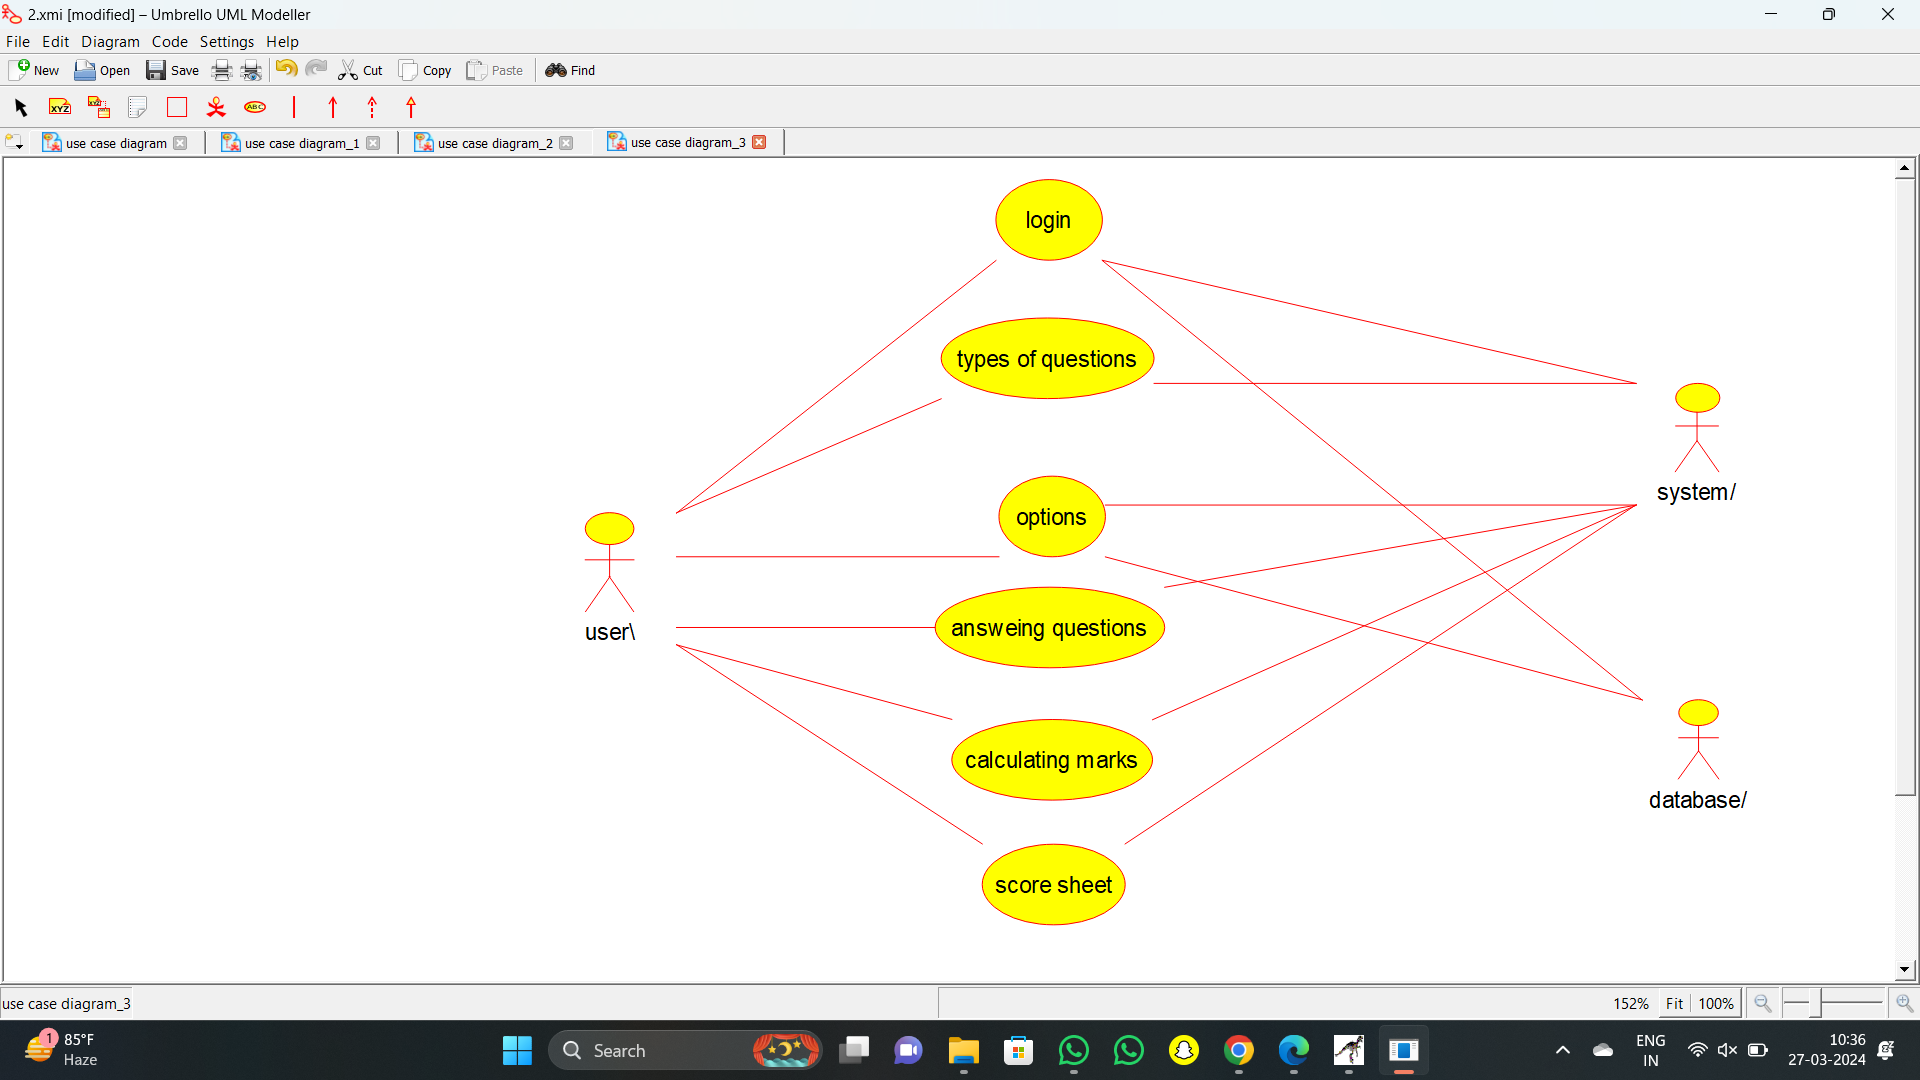 2.xmi [modified] – Umbrello UML Modeller
File Edit Diagram Code Settings Help
New Open Save Cut Copy Paste Find
XYZ XYZ ABC
use case diagram use case diagram_1 use case diagram_2 use case diagram_3
login
types of questions
system/
options
user\
answeing questions
calculating marks
database/
score sheet
use case diagram_3 152% Fit 100%
1 85°F
Haze
Search
ENG
IN
10:36
27-03-2024